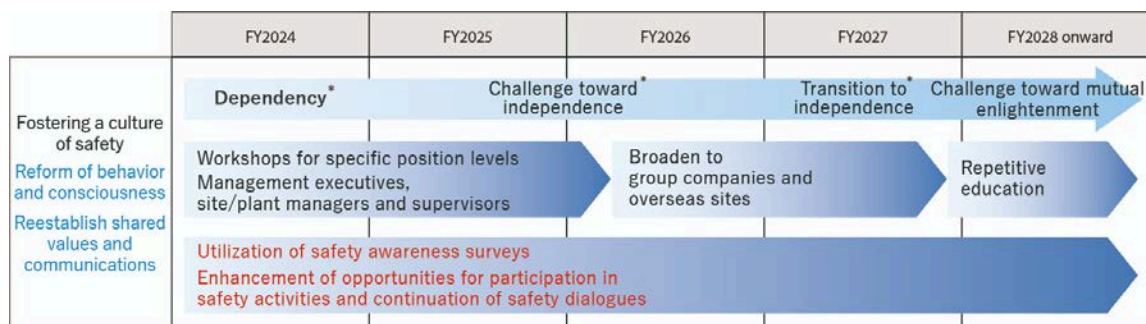 FY2024
FY2025
FY2026
FY2027
FY2028 onward
Fostering a culture
of safety
Reform of behavior
and consciousness
Reestablish shared
values and
communications
Dependency*
Challenge toward*
independence
Transition to*
independence
Challenge toward mutual
enlightenment
Workshops for specific position levels
Management executives,
site/plant managers and supervisors
Broaden to
group companies and
overseas sites
Repetitive
education
Utilization of safety awareness surveys
Enhancement of opportunities for participation in
safety activities and continuation of safety dialogues